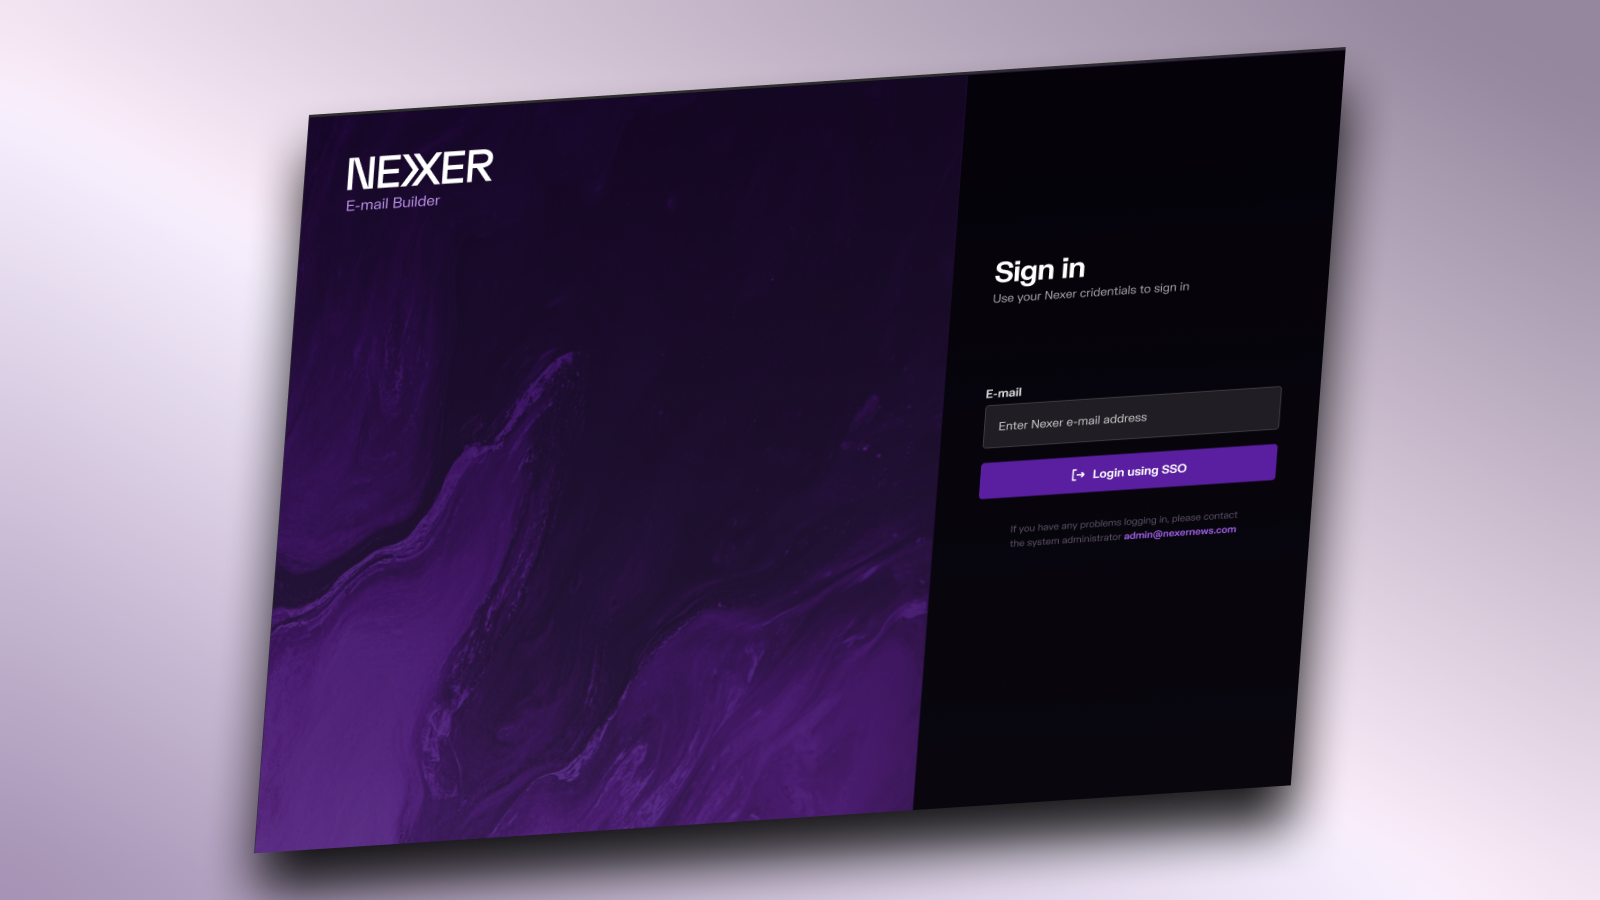 NEXER
E-mail Builder
Sign in
Use your Nexer cridentials to sign in
E-mail
Enter Nexer e-mail address
Login using SSO
If you have any problems logging in, please contact
the system administrator admin@nexernews.com